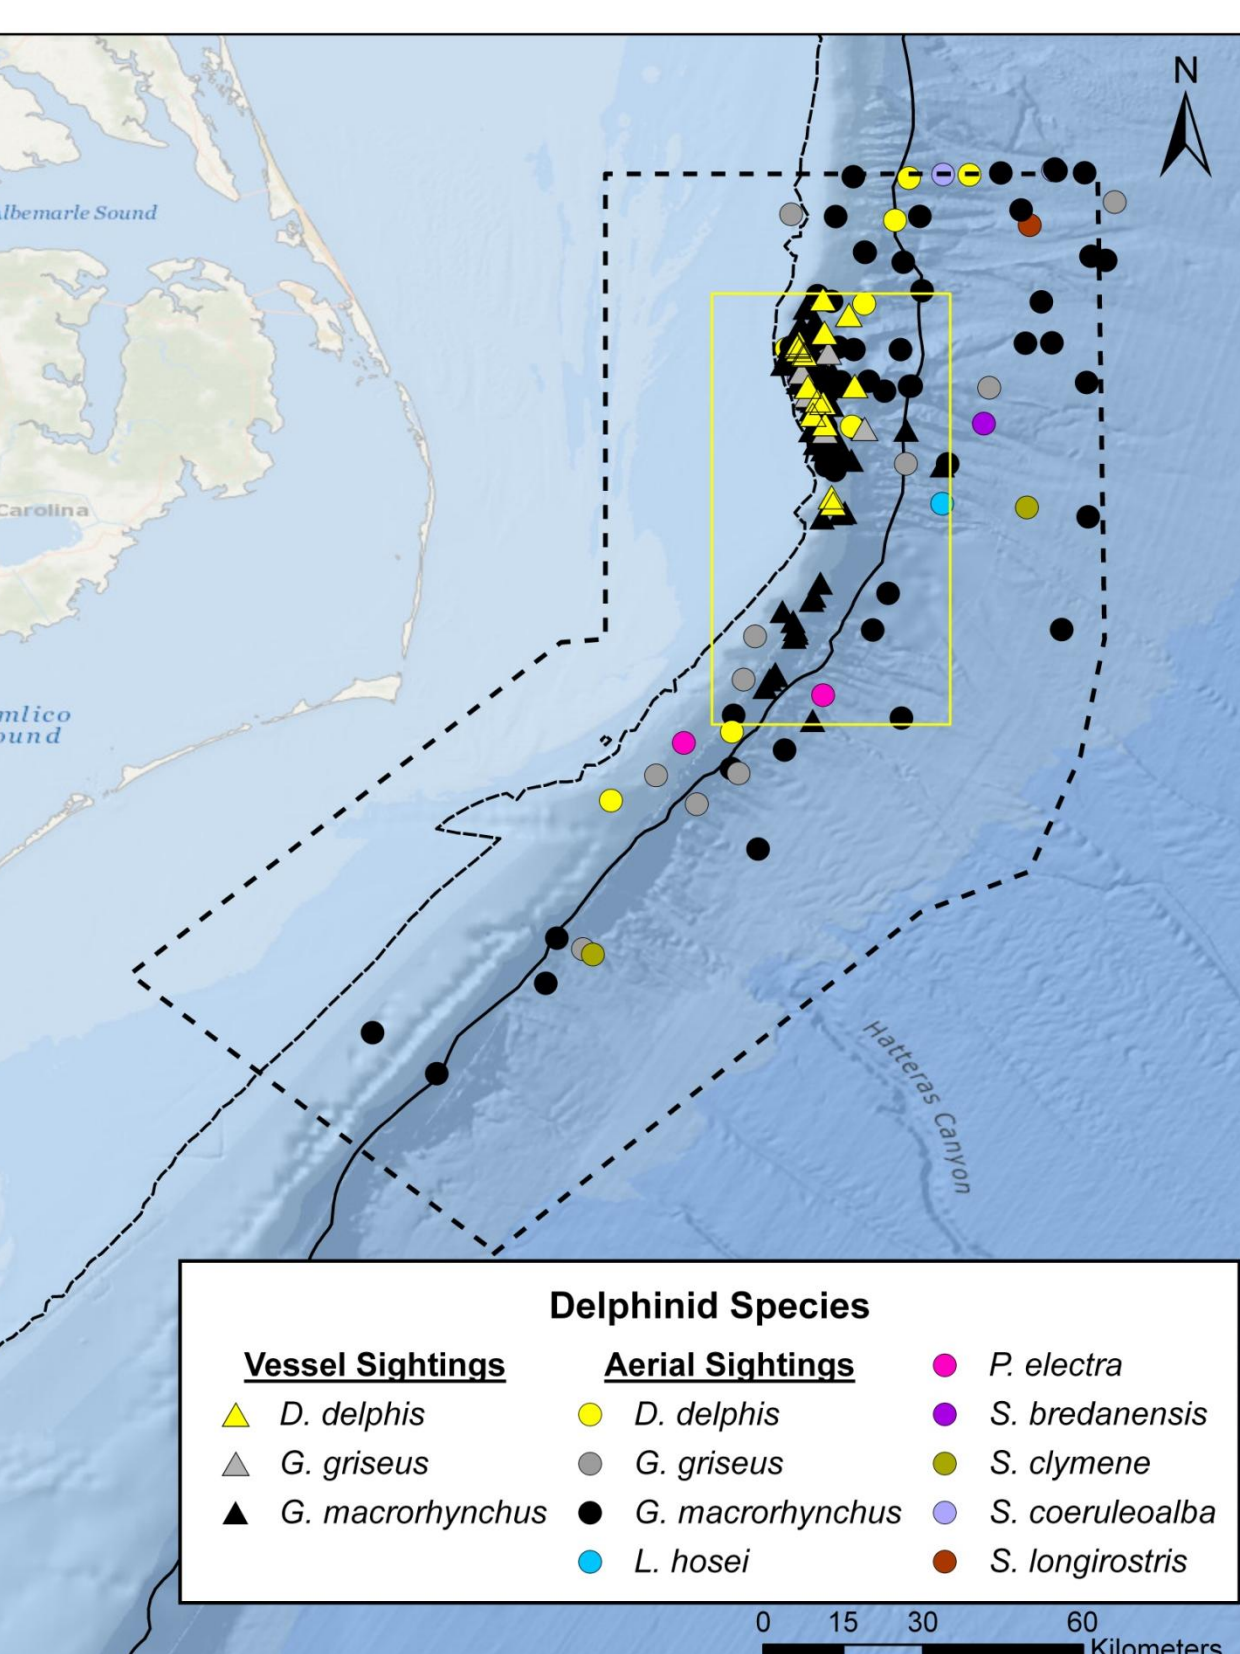 N
Albemarle Sound
Carolina
mlico
ound
Hatteras Canyon
Delphinid Species
Vessel Sightings
D. delphis
G. griseus
G. macrorhynchus
Aerial Sightings
D. delphis
G. griseus
G. macrorhynchus
L. hosei
P. electra
S. bredanensis
S. clymene
S. coeruleoalba
S. longirostris
0 15 30 60
Kilometers